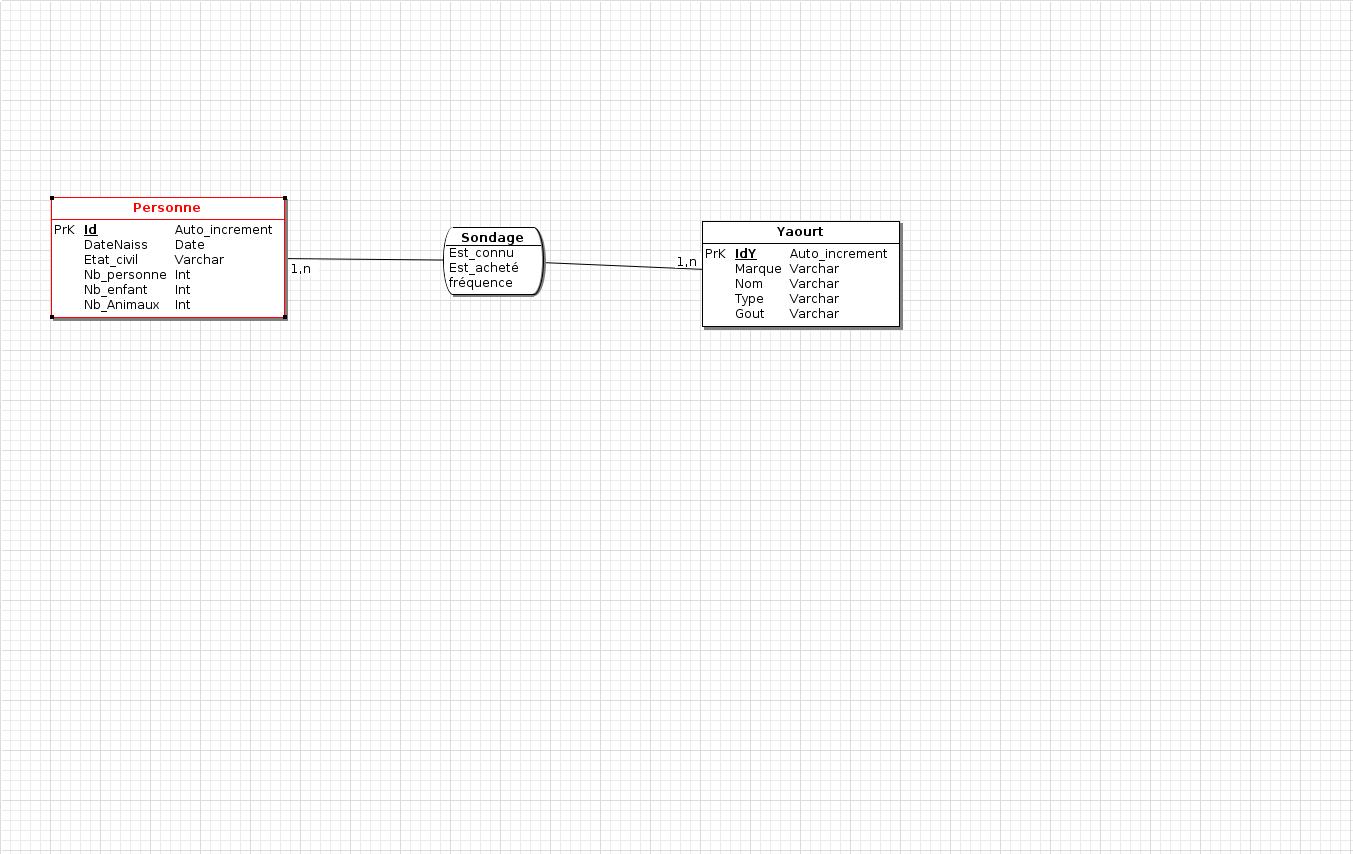 Personne
PrK Id Auto_increment
DateNaiss Date
Etat_civil Varchar
Nb_personne Int
Nb_enfant Int
Nb_Animaux Int
1,n
Sondage
Est_connu
Est_acheté
fréquence
1,n
Yaourt
PrK IdY Auto_increment
Marque Varchar
Nom Varchar
Type Varchar
Gout Varchar